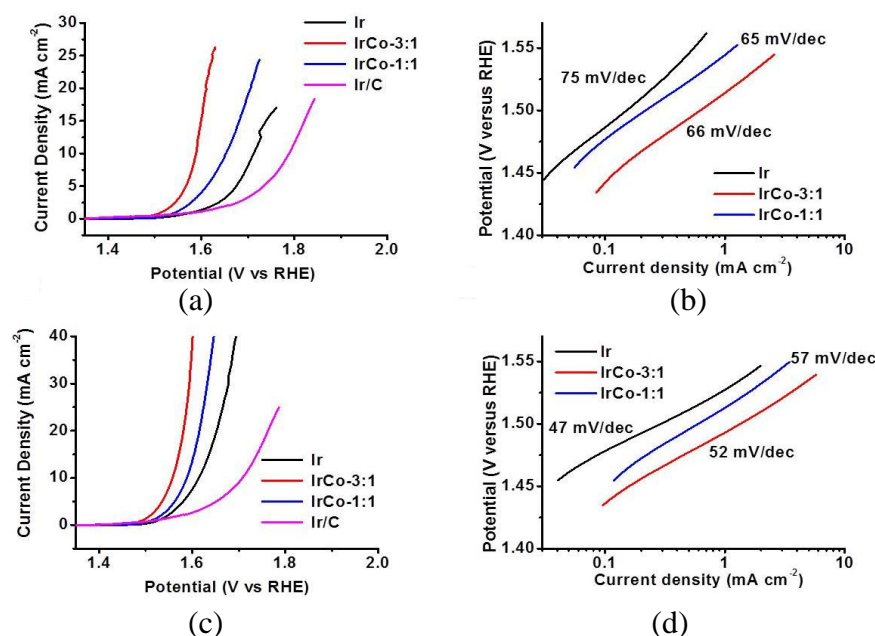 30
25
20
15
10
5
0
Current Density (mA cm-2)
Ir
IrCo-3:1
IrCo-1:1
Ir/C
1.4 1.6 1.8 2.0
Potential (V vs RHE)
(a)
1.55
1.50
1.45
1.40
Potential (V versus RHE)
65 mV/dec
75 mV/dec
66 mV/dec
Ir
IrCo-3:1
IrCo-1:1
0.1 1 10
Current density (mA cm-2)
(b)
40
30
20
10
0
Current Density (mA cm-2)
Ir
IrCo-3:1
IrCo-1:1
Ir/C
1.4 1.6 1.8 2.0
Potential (V vs RHE)
(c)
1.55
1.50
1.45
1.40
Potential (V versus RHE)
Ir
IrCo-3:1
IrCo-1:1
57 mV/dec
47 mV/dec
52 mV/dec
0.1 1 10
Current density (mA cm-2)
(d)